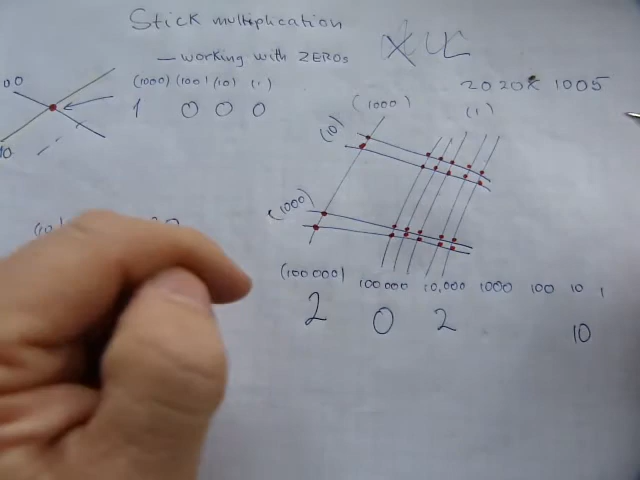 Stick multiplication
— working with ZEROs
2020 x 1005
(1000) (100) (10) (1)
1 0 0 0
(1000)
(1)
(10)
(1000)
(100 000) 100 000 10,000 1000 100 10 1
2 0 2 10